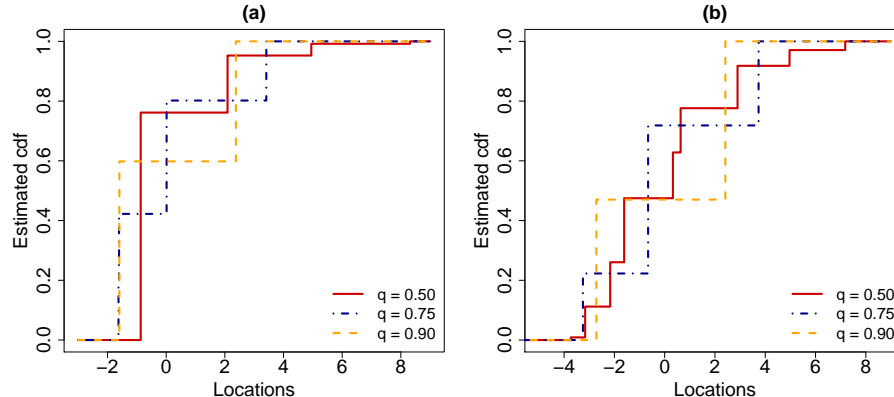 (a)
Estimated cdf
1.0
0.8
0.6
0.4
0.2
0.0
−2 0 2 4 6 8
Locations
q = 0.50
q = 0.75
q = 0.90
(b)
Estimated cdf
1.0
0.8
0.6
0.4
0.2
0.0
−4 −2 0 2 4 6 8
Locations
q = 0.50
q = 0.75
q = 0.90